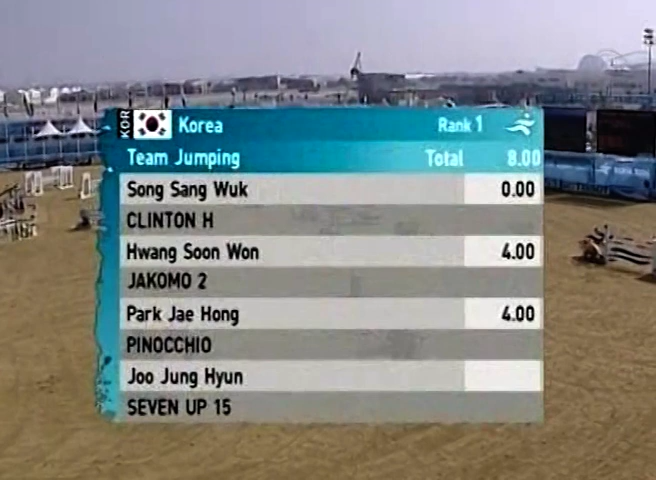 KOR Korea Rank 1
Team Jumping Total 8.00
Song Sang Wuk 0.00
CLINTON H
Hwang Soon Won 4.00
JAKOMO 2
Park Jae Hong 4.00
PINOCCHIO
Joo Jung Hyun
SEVEN UP 15